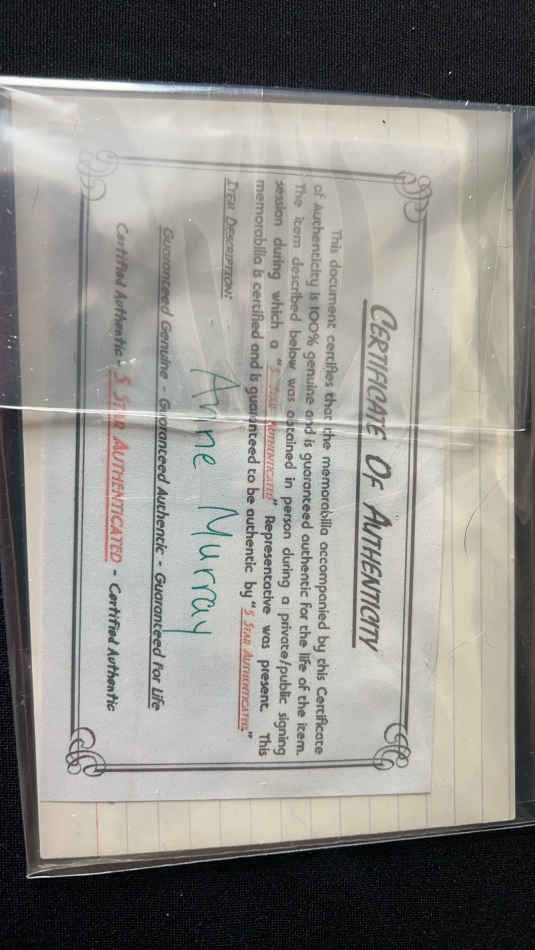 CERTIFICATE OF AUTHENTICITY
This document certifies that the memorabilia accompanied by this Certificate
of Authenticity is 100% genuine and is guaranteed authentic for the life of the item.
The item described below was obtained in person during a private/public signing
session during which a "5 STAR AUTHENTICATED" Representative was present. This
memorabilia is certified and is guaranteed to be authentic by "5 STAR AUTHENTICATED."
ITEM DESCRIPTION:
Anne Murray
Guaranteed Genuine - Guaranteed Authentic - Guaranteed For Life
Certified Authentic - 5 STAR AUTHENTICATED - Certified Authentic